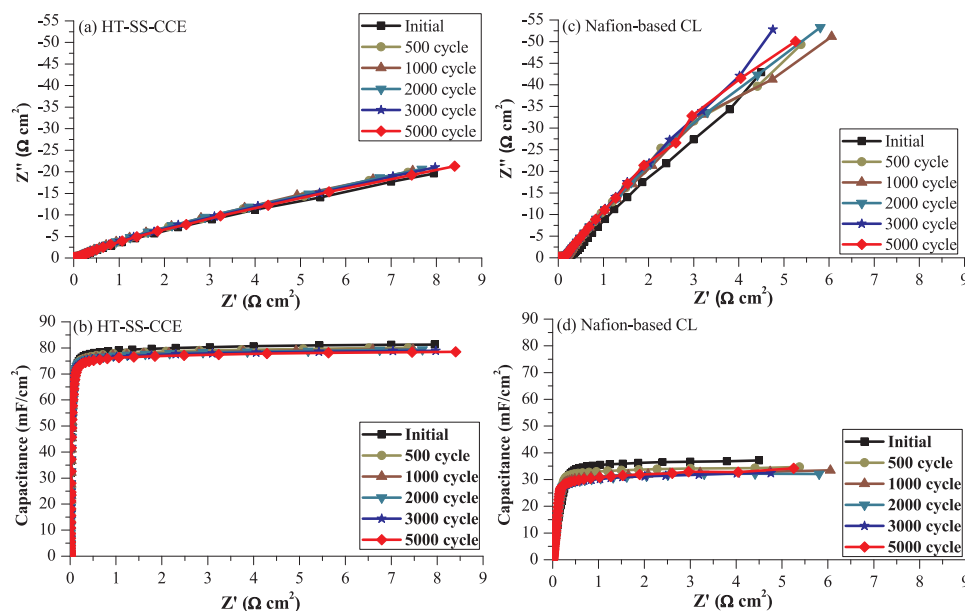 (a) HT-SS-CCE
Initial
500 cycle
1000 cycle
2000 cycle
3000 cycle
5000 cycle
-55
-50
-45
-40
-35
-30
-25
-20
-15
-10
-5
0
Z'' (Ω cm²)
0 1 2 3 4 5 6 7 8 9
Z' (Ω cm²)
(c) Nafion-based CL
Initial
500 cycle
1000 cycle
2000 cycle
3000 cycle
5000 cycle
-55
-50
-45
-40
-35
-30
-25
-20
-15
-10
-5
0
Z'' (Ω cm²)
0 1 2 3 4 5 6 7 8 9
Z' (Ω cm²)
(b) HT-SS-CCE
90
80
70
60
50
40
30
20
10
0
Capacitance (mF/cm²)
Initial
500 cycle
1000 cycle
2000 cycle
3000 cycle
5000 cycle
0 1 2 3 4 5 6 7 8 9
Z' (Ω cm²)
(d) Nafion-based CL
90
80
70
60
50
40
30
20
10
0
Capacitance (mF/cm²)
Initial
500 cycle
1000 cycle
2000 cycle
3000 cycle
5000 cycle
0 1 2 3 4 5 6 7 8 9
Z' (Ω cm²)